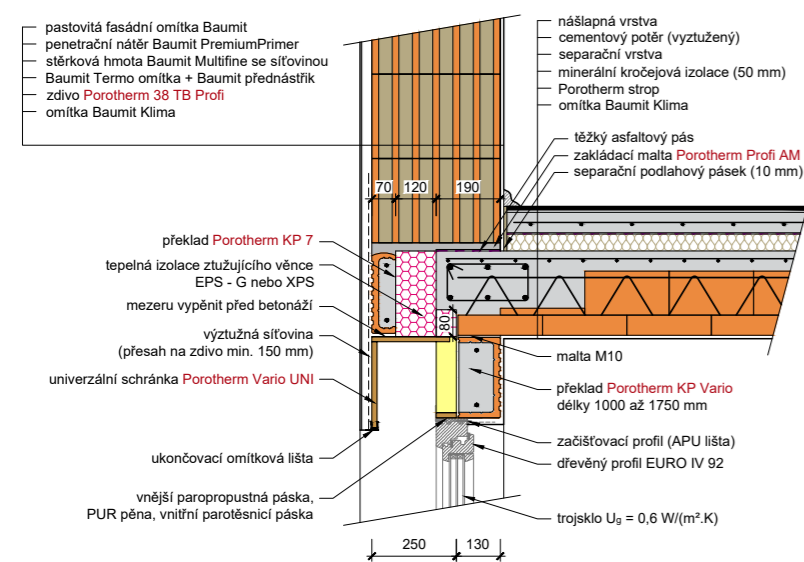 pastovitá fasádní omítka Baumit
penetrační nátěr Baumit PremiumPrimer
stěrková hmota Baumit Multifine se síťovinou
Baumit Termo omítka + Baumit přednástřik
zdivo Porotherm 38 TB Profi
omítka Baumit Klima
nášlapná vrstva
cementový potěr (vyztužený)
separační vrstva
minerální kročejová izolace (50 mm)
Porotherm strop
omítka Baumit Klima
těžký asfaltový pás
zakládací malta Porotherm Profi AM
separační podlahový pásek (10 mm)
70 120 190
překlad Porotherm KP 7
tepelná izolace ztužujícího věnce
EPS - G nebo XPS
mezeru vypěnit před betonáží
výztužná síťovina
(přesah na zdivo min. 150 mm)
univerzální schránka Porotherm Vario UNI
ukončovací omítková lišta
vnější paropropustná páska,
PUR pěna, vnitřní parotěsnicí páska
80
malta M10
překlad Porotherm KP Vario
délky 1000 až 1750 mm
začišťovací profil (APU lišta)
dřevěný profil EURO IV 92
trojsklo Ug = 0,6 W/(m².K)
250 130